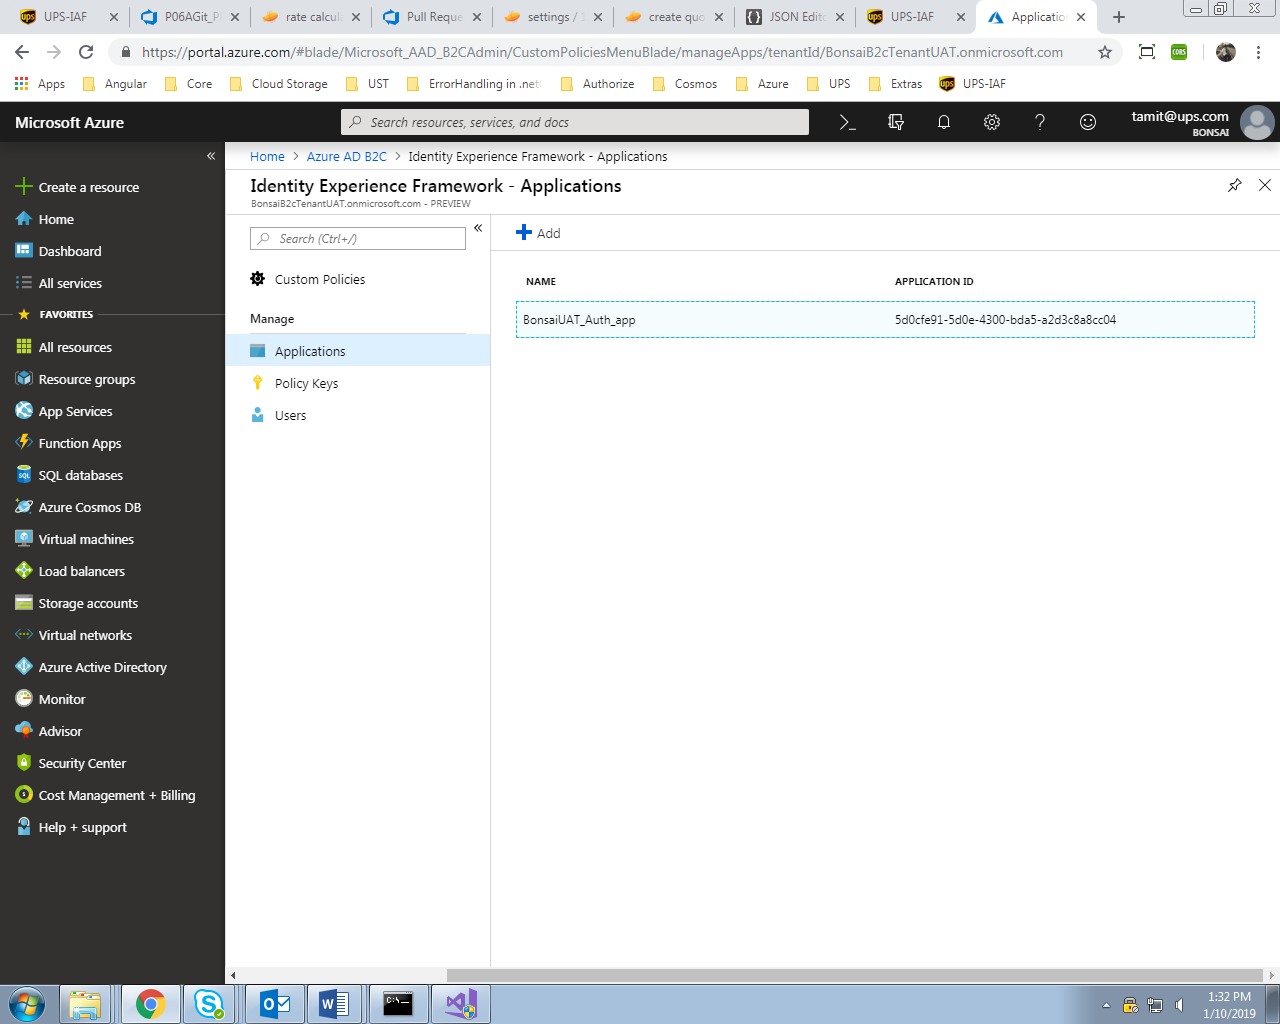 UPS-IAF
P06AGit_P
rate calcul
Pull Reque
settings /
create quo
JSON Edit
UPS-IAF
Application
https://portal.azure.com/#blade/Microsoft_AAD_B2CAdmin/CustomPoliciesMenuBlade/manageApps/tenantId/BonsaiB2cTenantUAT.onmicrosoft.com
CORS
Apps
Angular
Core
Cloud Storage
UST
ErrorHandling in .net
Authorize
Cosmos
Azure
UPS
Extras
UPS-IAF
Microsoft Azure
Search resources, services, and docs
tamit@ups.com
BONSAI
Home > Azure AD B2C > Identity Experience Framework - Applications
Identity Experience Framework - Applications
BonsaiB2cTenantUAT.onmicrosoft.com - PREVIEW
Create a resource
Home
Dashboard
All services
FAVORITES
All resources
Resource groups
App Services
Function Apps
SQL databases
Azure Cosmos DB
Virtual machines
Load balancers
Storage accounts
Virtual networks
Azure Active Directory
Monitor
Advisor
Security Center
Cost Management + Billing
Help + support
Search (Ctrl+/)
Custom Policies
Manage
Applications
Policy Keys
Users
Add
NAME
APPLICATION ID
BonsaiUAT_Auth_app
5d0cfe91-5d0e-4300-bda5-a2d3c8a8cc04
1:32 PM
1/10/2019